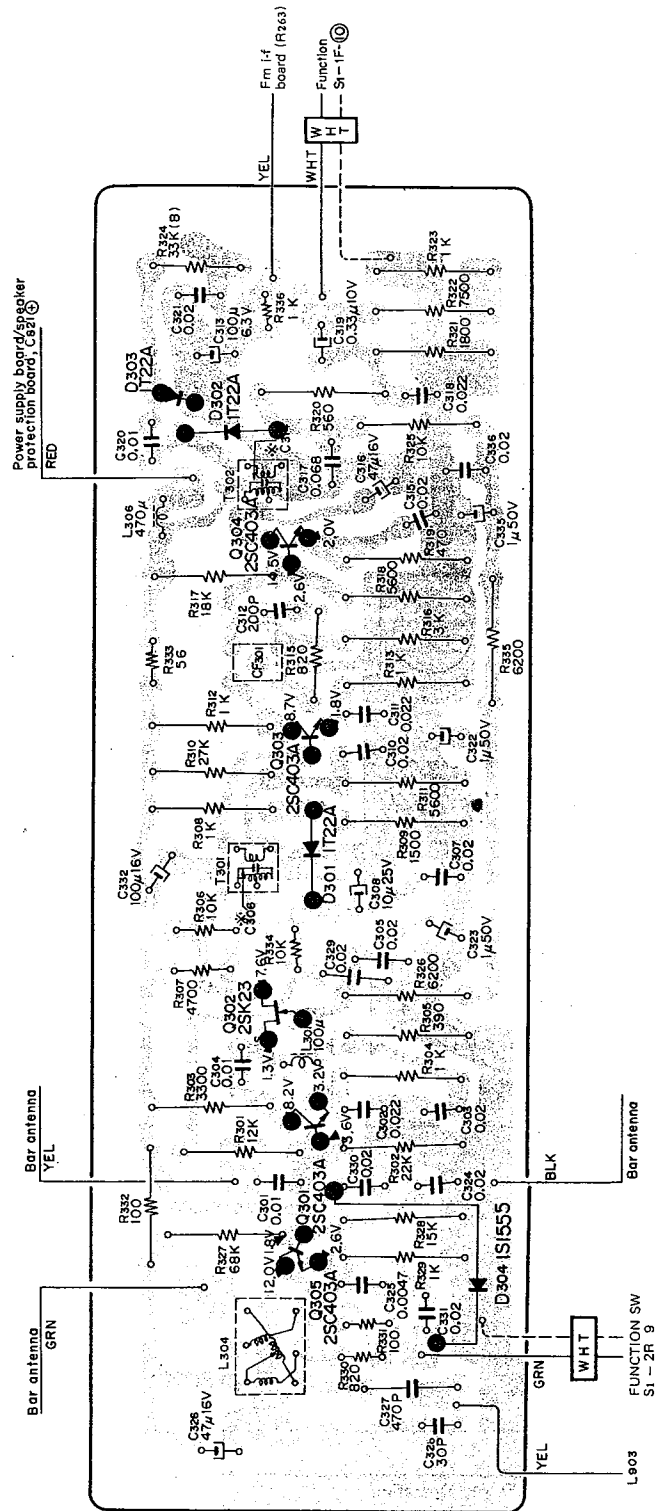 Bar antenna
GRN
Bar antenna
YEL
Power supply board/speaker
protection board, C821⊕
RED
C326
47µ16V
R332
100
R327
68K
R301
12K
R303
3300
R307
4700
R306
10K
C332
100µ16V
R308
1K
R310
27K
R312
1K
R333
56
R317
18K
L306
470µ
C320
0.01
D303
1T22A
D302
1T22A
C321
0.02
C313
100µ
6.3V
R324
33K(8)
L304
C301
0.01
C304
0.01
Q302
2SK23
1.3V
7.6V
R334
10K
※
C306
T301
Q303
2SC403A
8.7V
1.8V
CF301
R315
820
C312
200P
Q304
2SC403A
14.5V
2.6V
2.0V
T302
※
C317
0.068
R320
560
R336
1K
C319
0.33µ10V
YEL
Fm i-f
board (R263)
WHT
WHT
Function
S1-1F-⑩
12.0V
1.8V
2.6V
Q305
2SC403A
Q301
2SC403A
8.2V
3.2V
3.6V
100µ
D301 1T22A
R330
820
R331
100
C325
0.0047
C330
0.02
R302
22K
C3020
0.022
C329
0.02
C305
0.02
C308
10µ25V
C310
0.02
C311
0.022
R313
1K
R316
3K
R318
5600
R319
470
C315
0.02
C316
47µ16V
R325
10K
C318
0.022
R321
1800
R322
7500
R323
1K
C327
470P
C328
30P
C331
0.02
R329
1K
R328
15K
C324
0.02
C303
0.02
R304
1K
R305
390
R326
6200
C323
1µ50V
C307
0.02
R309
1500
R311
5600
C322
1µ50V
R335
6200
C335
1µ50V
C336
0.02
D304 1S1555
YEL
L903
GRN
WHT
FUNCTION SW
S1 - 2R 9
BLK
Bar antenna